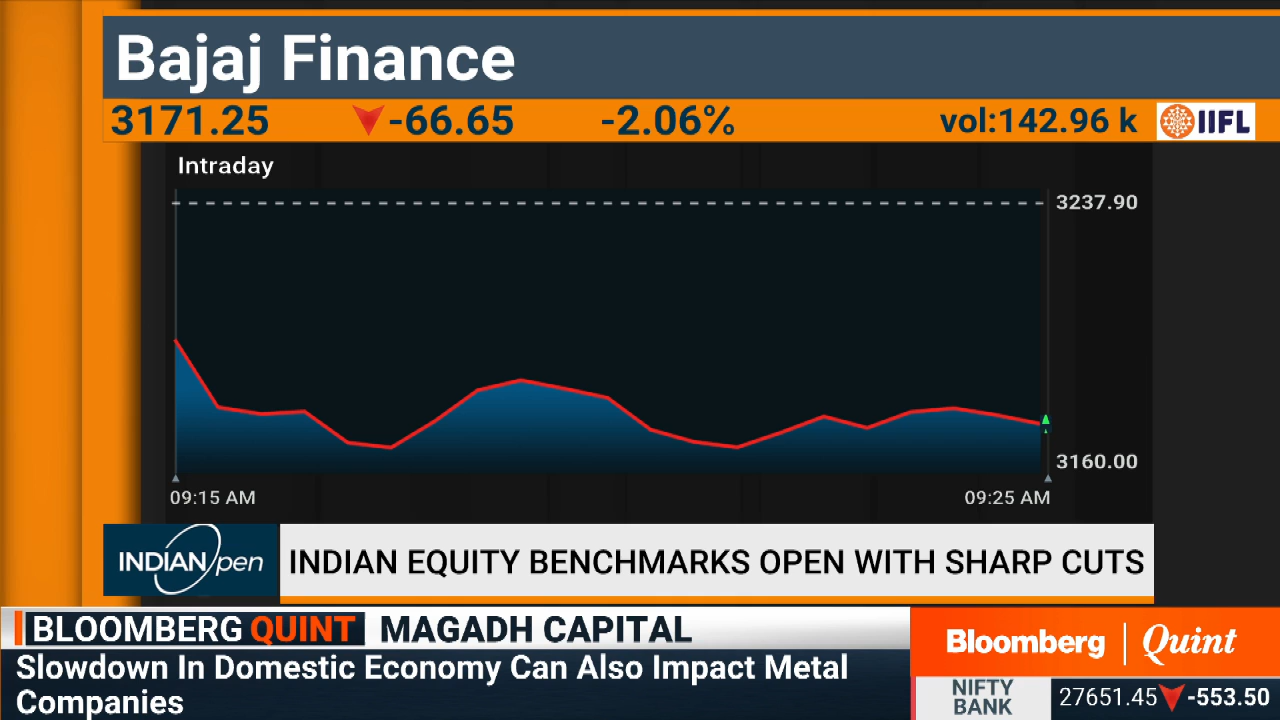 Bajaj Finance
3171.25 -66.65 -2.06% vol:142.96 k IIFL
Intraday
3237.90
3160.00
09:15 AM 09:25 AM
INDIAN Open INDIAN EQUITY BENCHMARKS OPEN WITH SHARP CUTS
BLOOMBERG QUINT MAGADH CAPITAL
Slowdown In Domestic Economy Can Also Impact Metal
Companies
Bloomberg | Quint
NIFTY
BANK
27651.45 -553.50